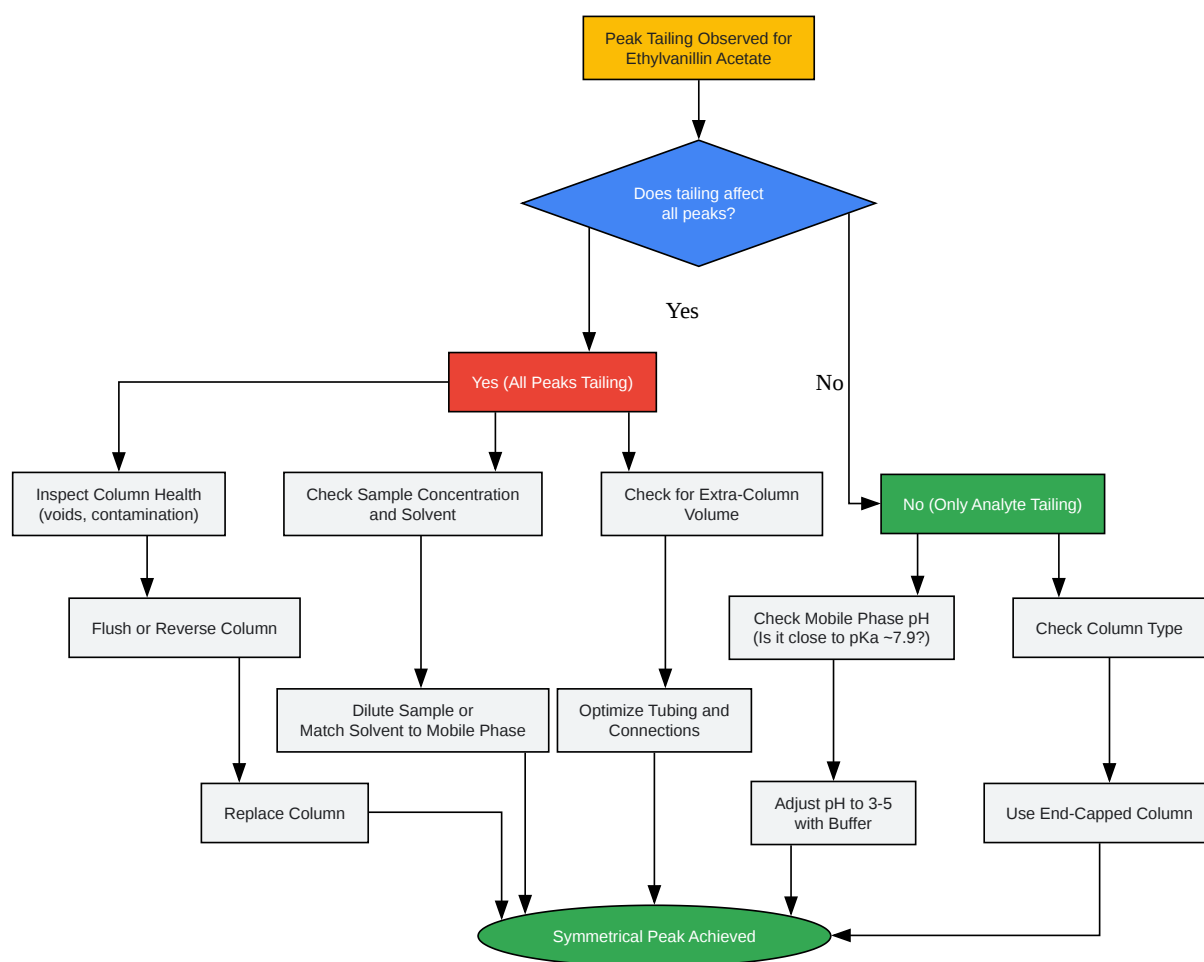 Peak Tailing Observed for
Ethylvanillin Acetate
Does tailing affect
all peaks?
Yes
No
Yes (All Peaks Tailing)
Inspect Column Health
(voids, contamination)
Check Sample Concentration
and Solvent
Check for Extra-Column
Volume
No (Only Analyte Tailing)
Flush or Reverse Column
Check Mobile Phase pH
(Is it close to pKa ~7.9?)
Check Column Type
Dilute Sample or
Match Solvent to Mobile Phase
Optimize Tubing and
Connections
Replace Column
Adjust pH to 3-5
with Buffer
Use End-Capped Column
Symmetrical Peak Achieved